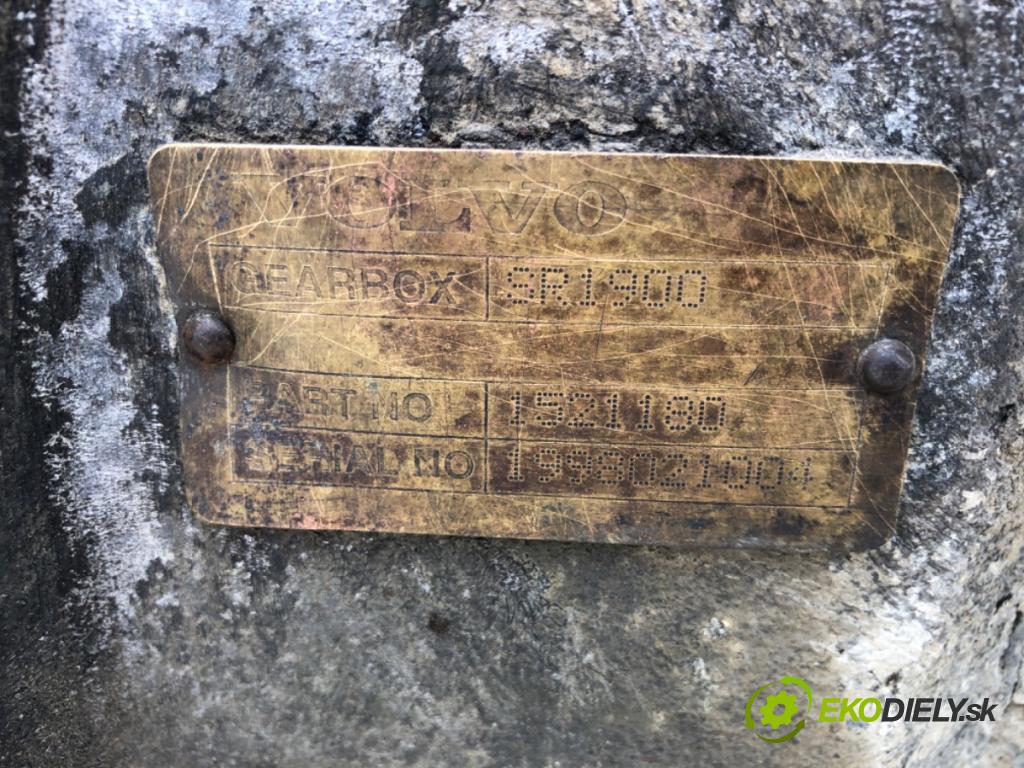 VOLVO
GEARBOX SR1900
PART NO 1521180
SERIAL NO 1998021004
EKODIELY.sk